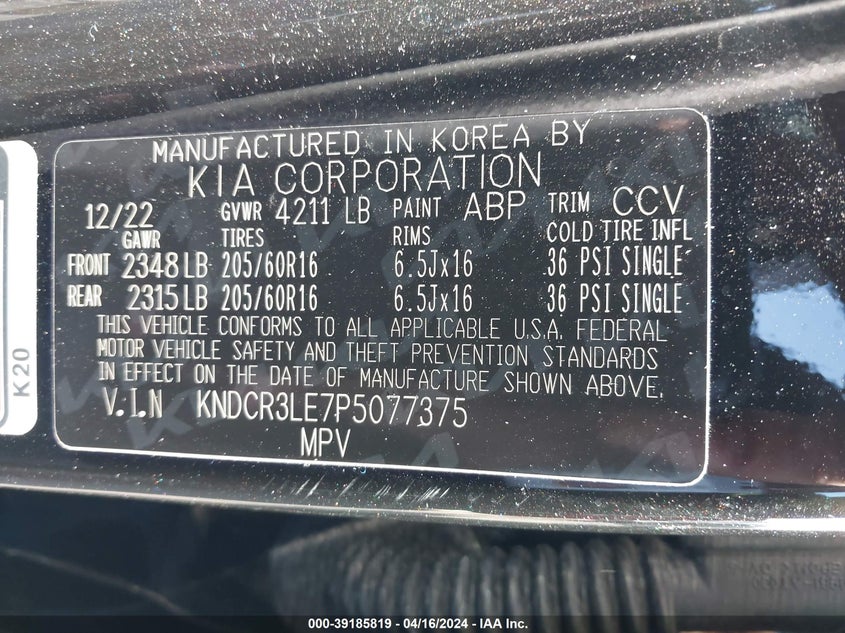 MANUFACTURED IN KOREA BY
KIA CORPORATION
12/22 GVWR 4211 LB PAINT ABP TRIM CCV
GAWR TIRES RIMS COLD TIRE INFL
FRONT 2348 LB 205/60R16 6.5Jx16 36 PSI SINGLE
REAR 2315 LB 205/60R16 6.5Jx16 36 PSI SINGLE
THIS VEHICLE CONFORMS TO ALL APPLICABLE U.S.A. FEDERAL
MOTOR VEHICLE SAFETY AND THEFT PREVENTION STANDARDS
IN EFFECT ON THE DATE OF MANUFACTURE SHOWN ABOVE.
V.I.N KNDCR3LE7P5077375
MPV
K20
000-39185819 - 04/16/2024 - IAA Inc.